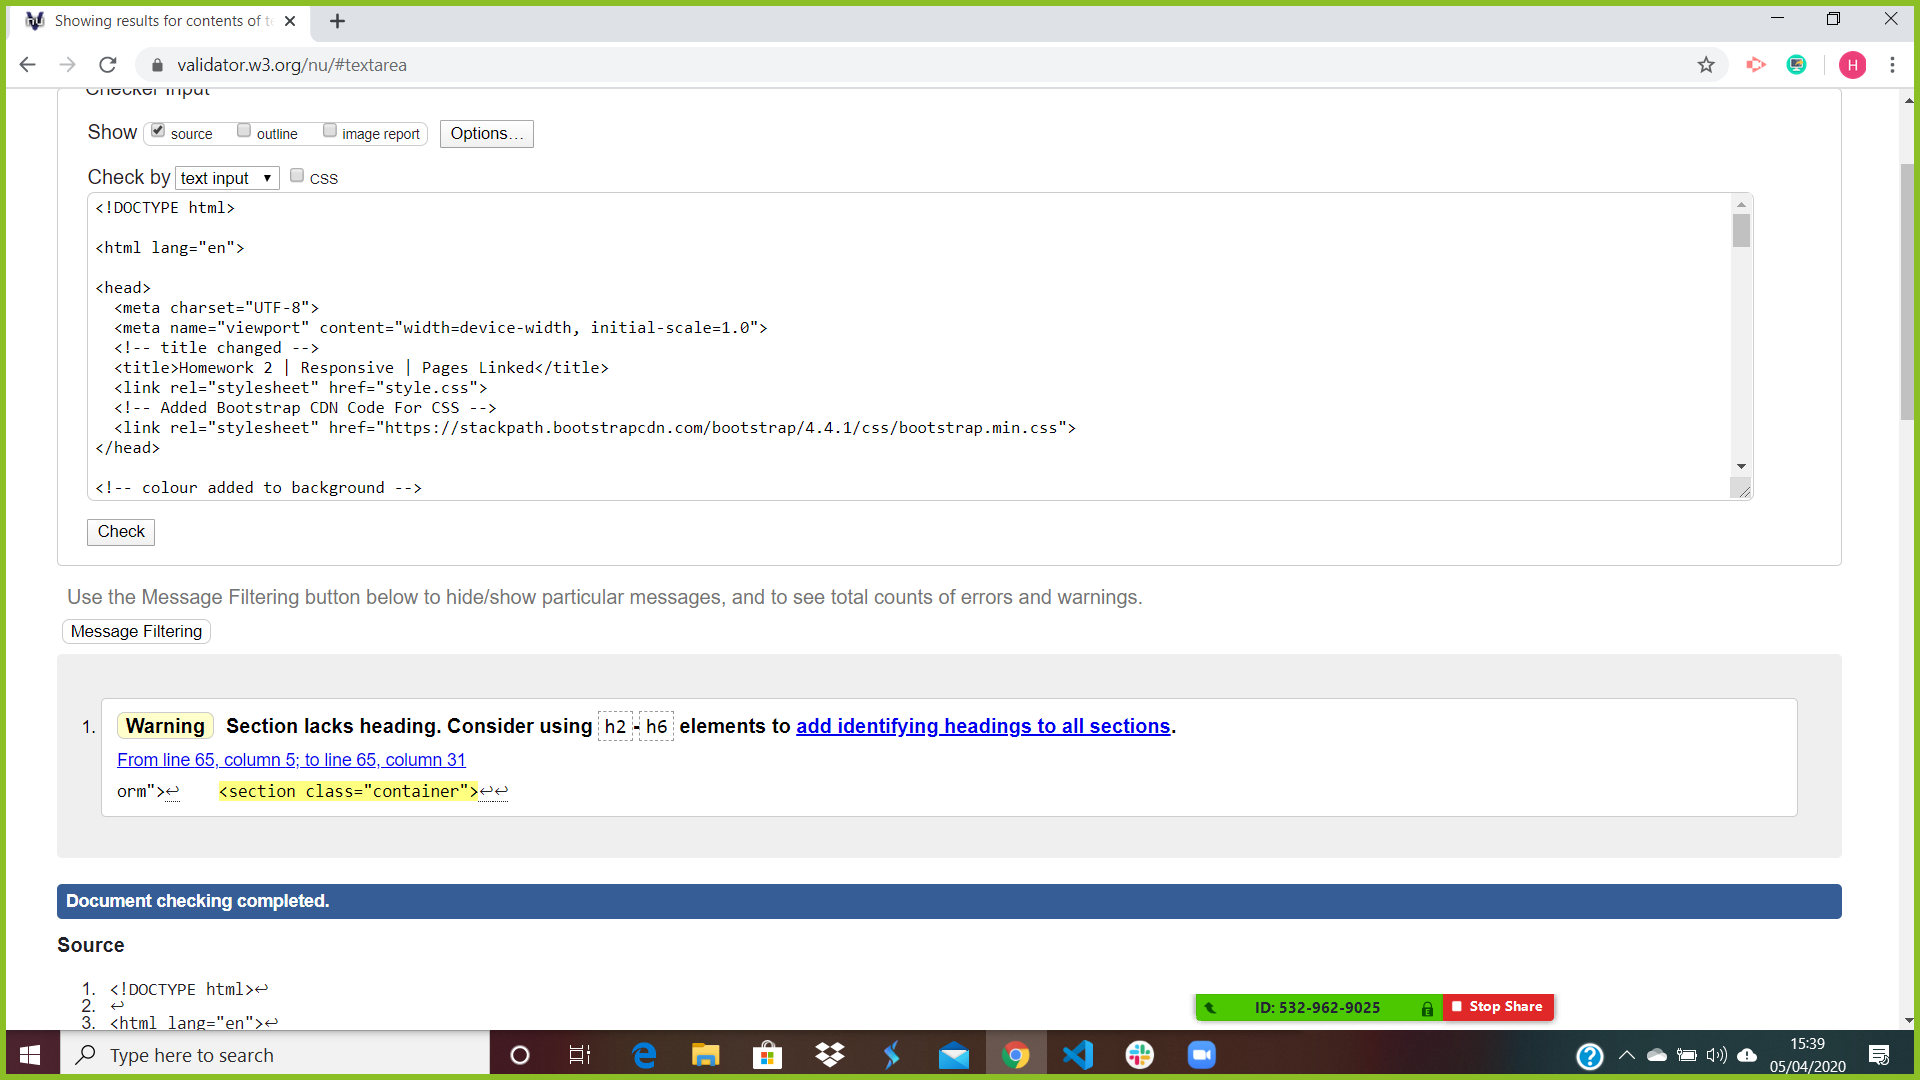 Showing results for contents of te
validator.w3.org/nu/#textarea
H
Checker Input
Show source outline image report Options...
Check by text input CSS
<!DOCTYPE html>
<html lang="en">
<head>
<meta charset="UTF-8">
<meta name="viewport" content="width=device-width, initial-scale=1.0">
<!-- title changed -->
<title>Homework 2 | Responsive | Pages Linked</title>
<link rel="stylesheet" href="style.css">
<!-- Added Bootstrap CDN Code For CSS -->
<link rel="stylesheet" href="https://stackpath.bootstrapcdn.com/bootstrap/4.4.1/css/bootstrap.min.css">
</head>
<!-- colour added to background -->
Check
Use the Message Filtering button below to hide/show particular messages, and to see total counts of errors and warnings.
Message Filtering
1. Warning Section lacks heading. Consider using h2-h6 elements to add identifying headings to all sections.
From line 65, column 5; to line 65, column 31
orm">↩ <section class="container">↩↩
Document checking completed.
Source
1. <!DOCTYPE html>↩
2. ↩
3. <html lang="en">↩
ID: 532-962-9025 Stop Share
Type here to search
15:39
05/04/2020